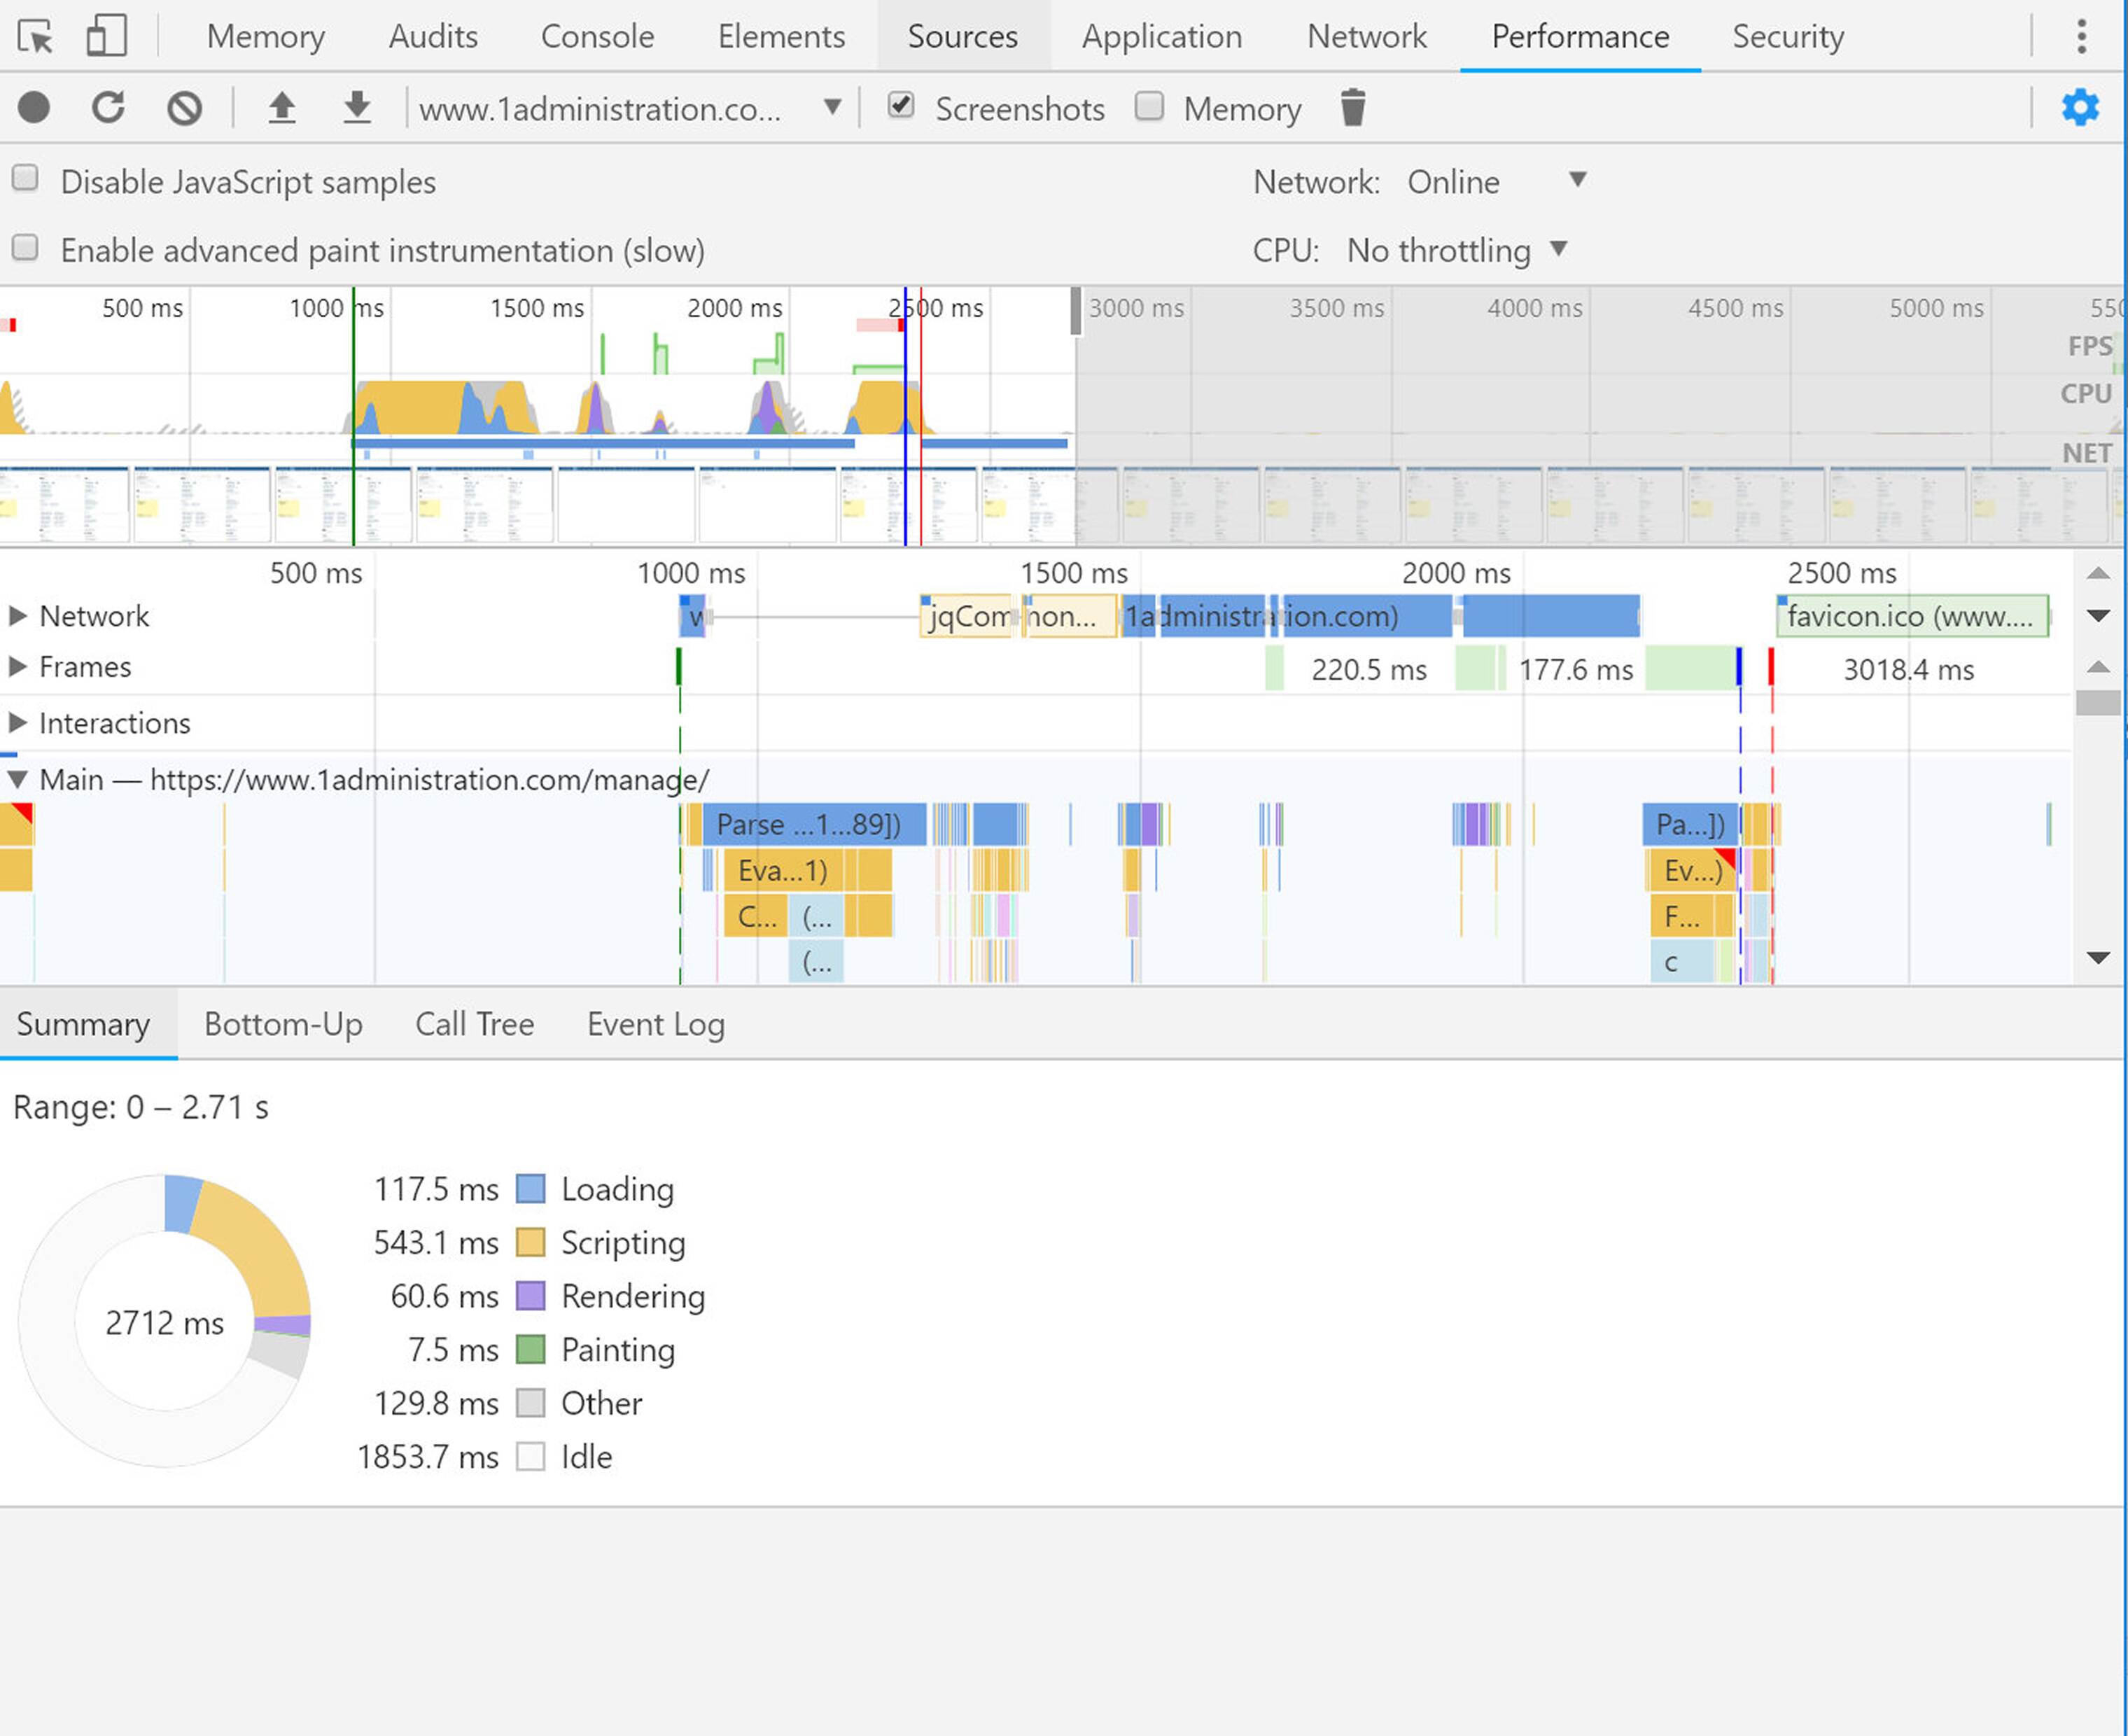 Memory Audits Console Elements Sources Application Network Performance Security
www.1administration.co... Screenshots Memory
Disable JavaScript samples Network: Online
Enable advanced paint instrumentation (slow) CPU: No throttling
500 ms 1000 ms 1500 ms 2000 ms 2500 ms 3000 ms 3500 ms 4000 ms 4500 ms 5000 ms 550
FPS
CPU
NET
500 ms 1000 ms 1500 ms 2000 ms 2500 ms
Network w jqCom non... 1administration.com) favicon.ico (www....
Frames 220.5 ms 177.6 ms 3018.4 ms
Interactions
Main — https://www.1administration.com/manage/
Parse ...1...89]) Pa...])
Eva...1) Ev...)
C... (... F...
(... c
Summary Bottom-Up Call Tree Event Log
Range: 0 – 2.71 s
117.5 ms Loading
543.1 ms Scripting
60.6 ms Rendering
2712 ms
7.5 ms Painting
129.8 ms Other
1853.7 ms Idle